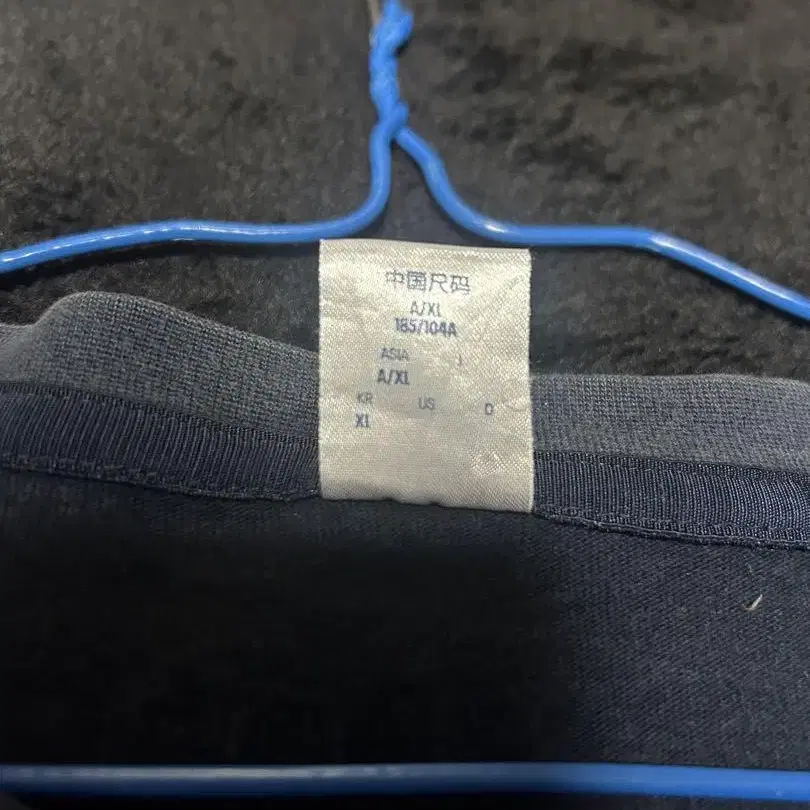 中国尺码
A/XL
185/104A
ASIA
A/XL
KR US D
XL